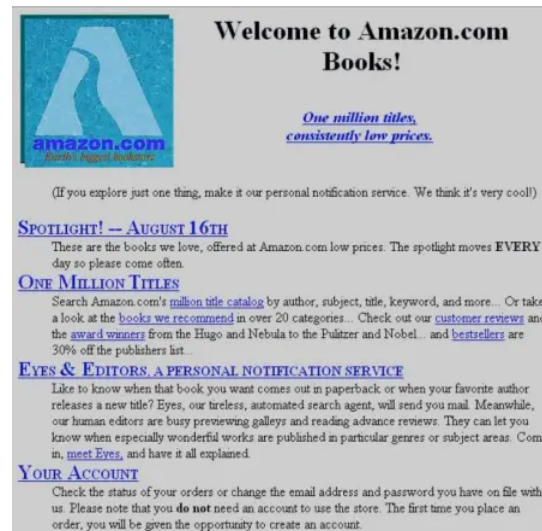 amazon.com
Earth's biggest bookstore
Welcome to Amazon.com
Books!
One million titles,
consistently low prices.
(If you explore just one thing, make it our personal notification service. We think it's very cool!)
SPOTLIGHT! -- AUGUST 16TH
These are the books we love, offered at Amazon.com low prices. The spotlight moves EVERY
day so please come often.
ONE MILLION TITLES
Search Amazon.com's million title catalog by author, subject, title, keyword, and more... Or take
a look at the books we recommend in over 20 categories... Check out our customer reviews and
the award winners from the Hugo and Nebula to the Pulitzer and Nobel... and bestsellers are
30% off the publishers list...
EYES & EDITORS, A PERSONAL NOTIFICATION SERVICE
Like to know when that book you want comes out in paperback or when your favorite author
releases a new title? Eyes, our tireless, automated search agent, will send you mail. Meanwhile,
our human editors are busy previewing galleys and reading advance reviews. They can let you
know when especially wonderful works are published in particular genres or subject areas. Com
in, meet Eyes, and have it all explained.
YOUR ACCOUNT
Check the status of your orders or change the email address and password you have on file with
us. Please note that you do not need an account to use the store. The first time you place an
order, you will be given the opportunity to create an account.